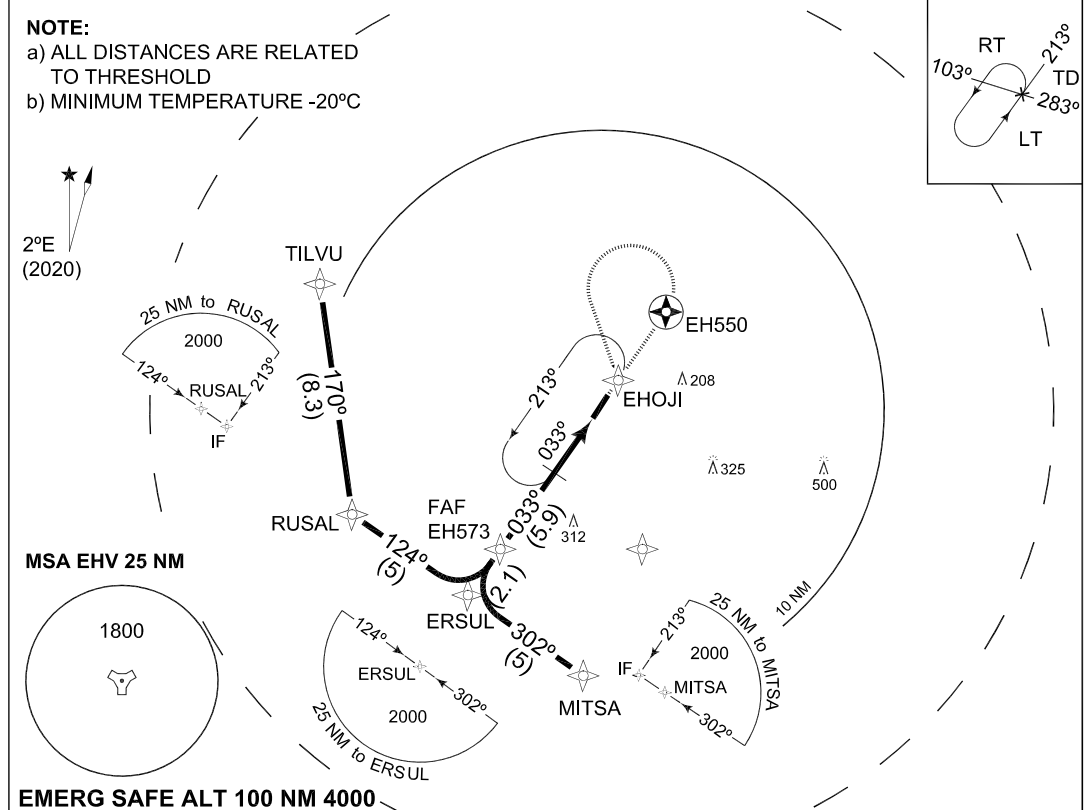 NOTE:
a) ALL DISTANCES ARE RELATED
TO THRESHOLD
b) MINIMUM TEMPERATURE -20ºC
RT
213º
103º
TD
283º
LT
2ºE
(2020)
TILVU
25 NM to RUSAL
2000
124º
213º
RUSAL
IF
170º
(8.3)
EH550
213º
EHOJI
208
033º
325
500
RUSAL
FAF
EH573
033º
(5.9)
312
124º
(5)
(2.1)
ERSUL
302º
(5)
MITSA
10 NM
MSA EHV 25 NM
1800
124º
ERSUL
302º
2000
25 NM to ERSUL
25 NM to MITSA
213º
2000
IF
MITSA
302º
EMERG SAFE ALT 100 NM 4000